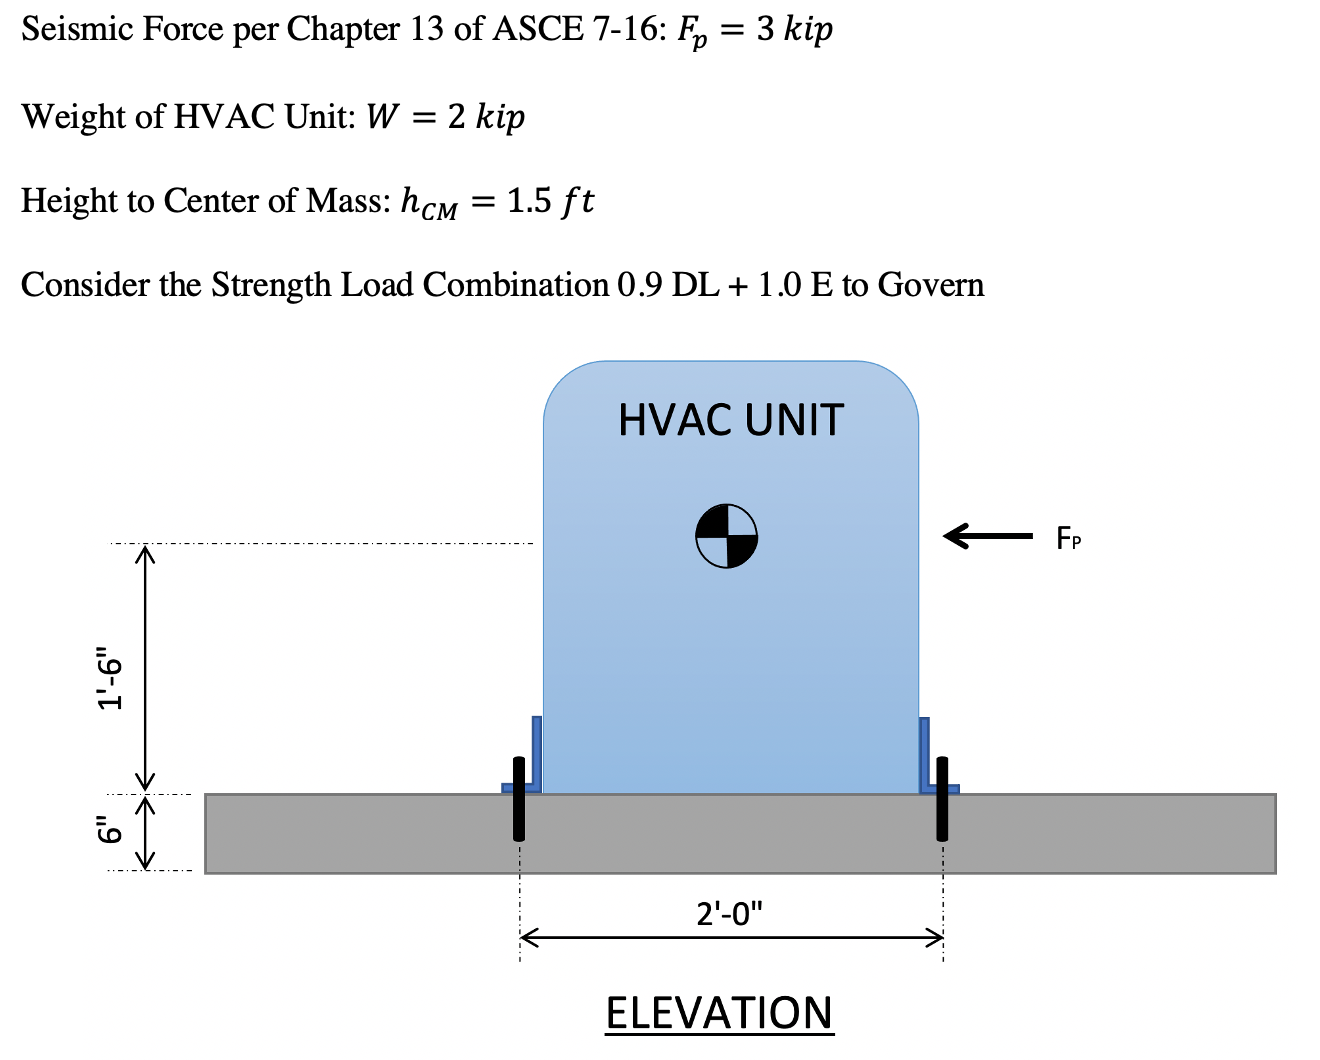 Seismic Force per Chapter 13 of ASCE 7-16: Fₚ = 3 kip
Weight of HVAC Unit: W = 2 kip
Height to Center of Mass: h_CM = 1.5 ft
Consider the Strength Load Combination 0.9 DL + 1.0 E to Govern
HVAC UNIT
FP
1'-6"
6"
2'-0"
ELEVATION